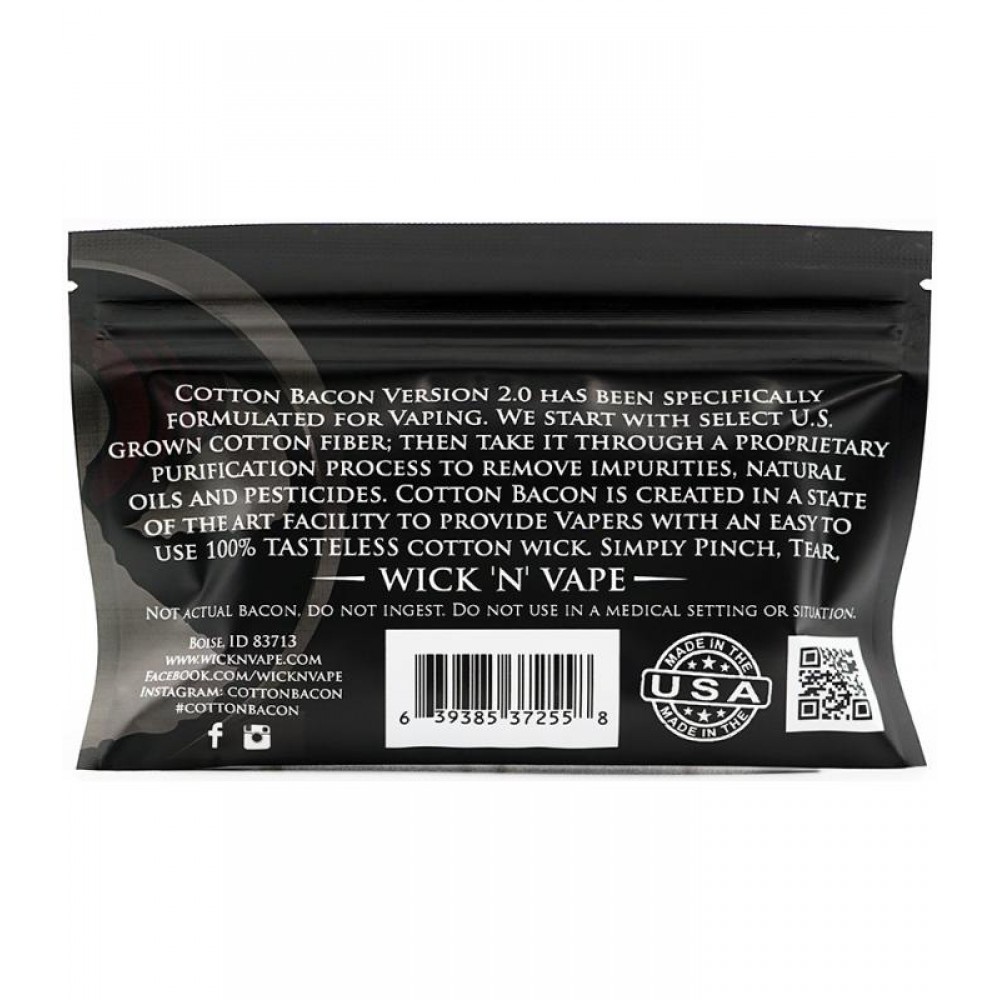 Cotton Bacon Version 2.0 has been specifically
formulated for Vaping. We start with select U.S.
grown cotton fiber; then take it through a proprietary
purification process to remove impurities, natural
oils and pesticides. Cotton Bacon is created in a state
of the art facility to provide Vapers with an easy to
use 100% TASTELESS cotton wick. Simply Pinch, Tear,
WICK 'N' VAPE
Not actual bacon. do not ingest. Do not use in a medical setting or situation.
Boise, ID 83713
www.wicknvape.com
Facebook.com/wicknvape
Instagram: cottonbacon
#cottonbacon
6 39385 37255 8
MADE IN THE
USA
MADE IN THE